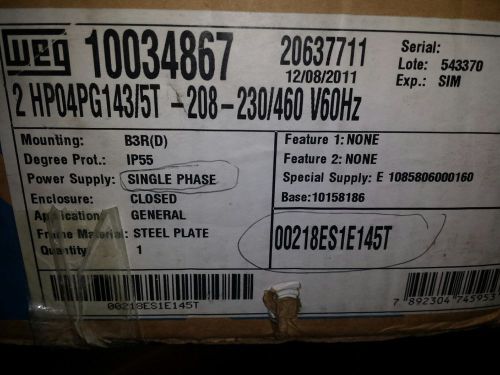 WEG 10034867 20637711 Serial:
12/08/2011 Lote: 543370
Exp.: SIM
2 HP04PG143/5T -208-230/460 V60Hz
Mounting: B3R(D)
Degree Prot.: IP55
Power Supply: SINGLE PHASE
Enclosure: CLOSED
Application: GENERAL
Frame Material: STEEL PLATE
Quantity: 1
Feature 1: NONE
Feature 2: NONE
Special Supply: E 1085806000160
Base:10158186
00218ES1E145T
00218ES1E145T
7 892304 745953